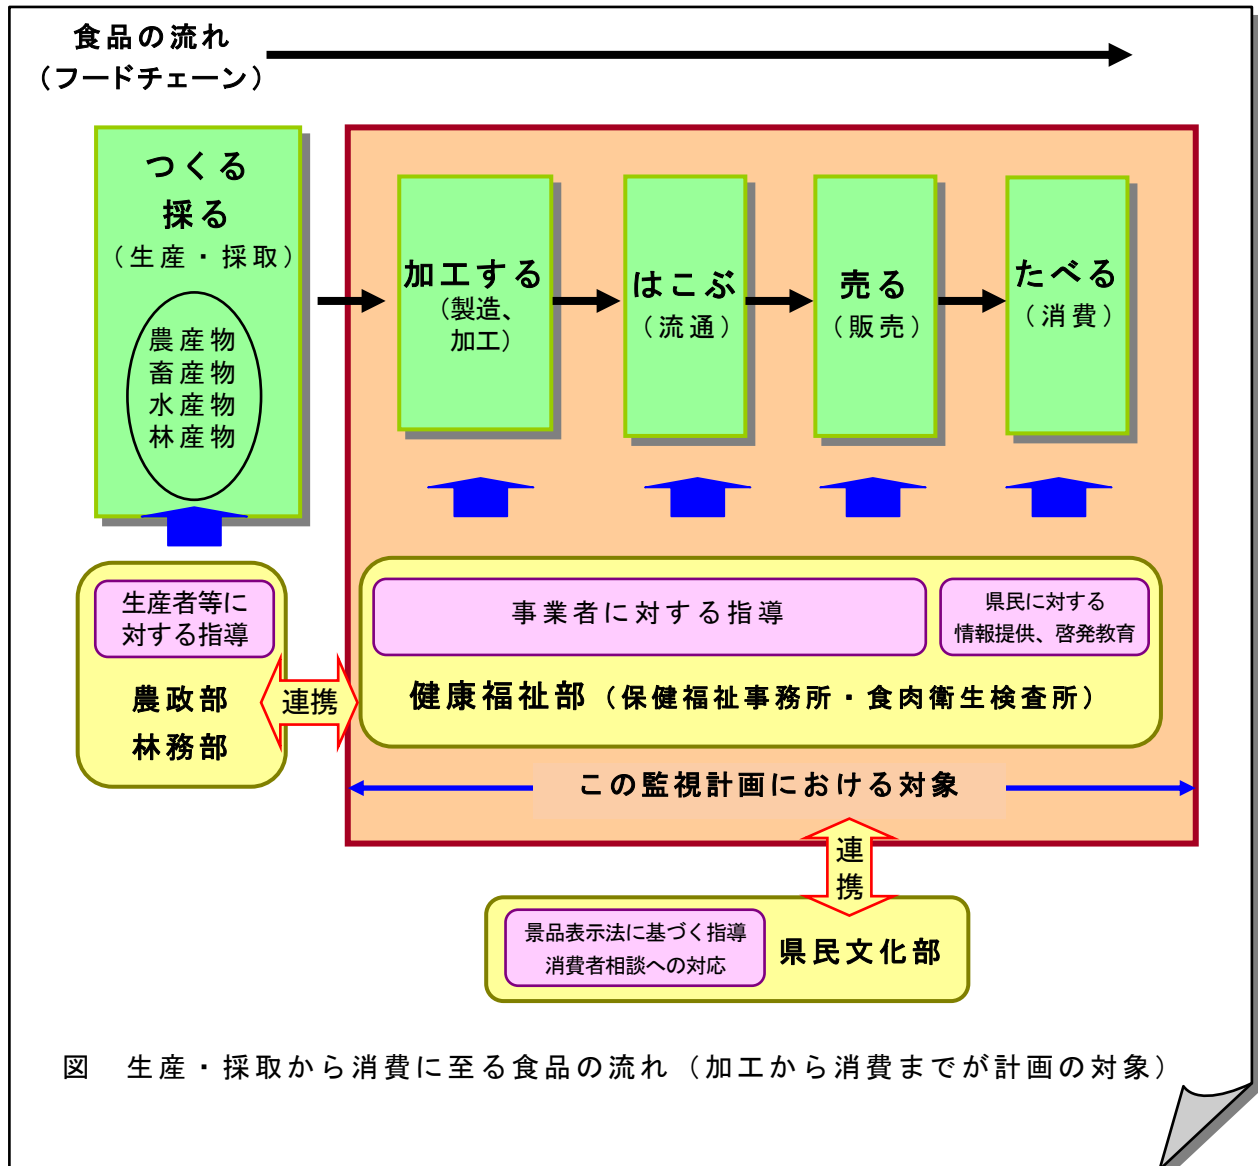 食品の流れ
（フードチェーン）
つくる
採る
（生産・採取）
農産物
畜産物
水産物
林産物
加工する
（製造、
加工）
はこぶ
（流通）
売る
（販売）
たべる
（消費）
生産者等に
対する指導
農政部
林務部
連携
事業者に対する指導
県民に対する
情報提供、啓発教育
健康福祉部（保健福祉事務所・食肉衛生検査所）
この監視計画における対象
連
携
景品表示法に基づく指導
消費者相談への対応
県民文化部
図　生産・採取から消費に至る食品の流れ（加工から消費までが計画の対象）